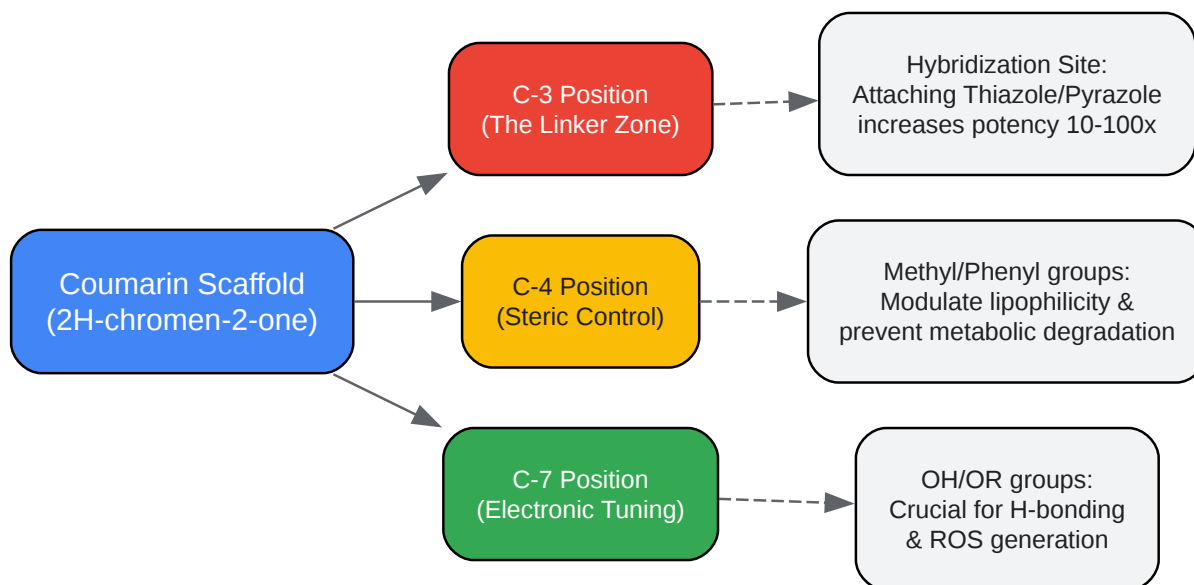 Coumarin Scaffold
(2H-chromen-2-one)
C-3 Position
(The Linker Zone)
Hybridization Site:
Attaching Thiazole/Pyrazole
increases potency 10-100x
C-4 Position
(Steric Control)
Methyl/Phenyl groups:
Modulate lipophilicity &
prevent metabolic degradation
C-7 Position
(Electronic Tuning)
OH/OR groups:
Crucial for H-bonding
& ROS generation